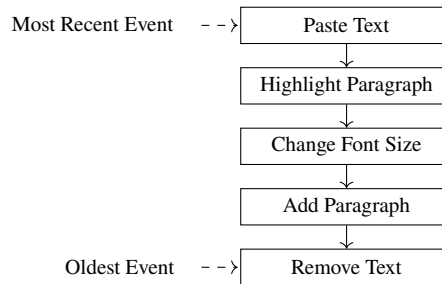 Most Recent Event
Paste Text
Highlight Paragraph
Change Font Size
Add Paragraph
Oldest Event
Remove Text